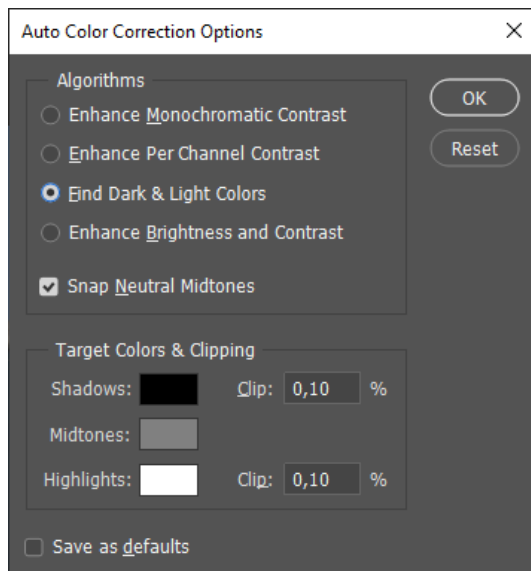 Auto Color Correction Options
Algorithms
OK
Enhance Monochromatic Contrast
Enhance Per Channel Contrast
Reset
Find Dark & Light Colors
Enhance Brightness and Contrast
Snap Neutral Midtones
Target Colors & Clipping
Shadows: Clip: 0,10 %
Midtones:
Highlights: Clip: 0,10 %
Save as defaults